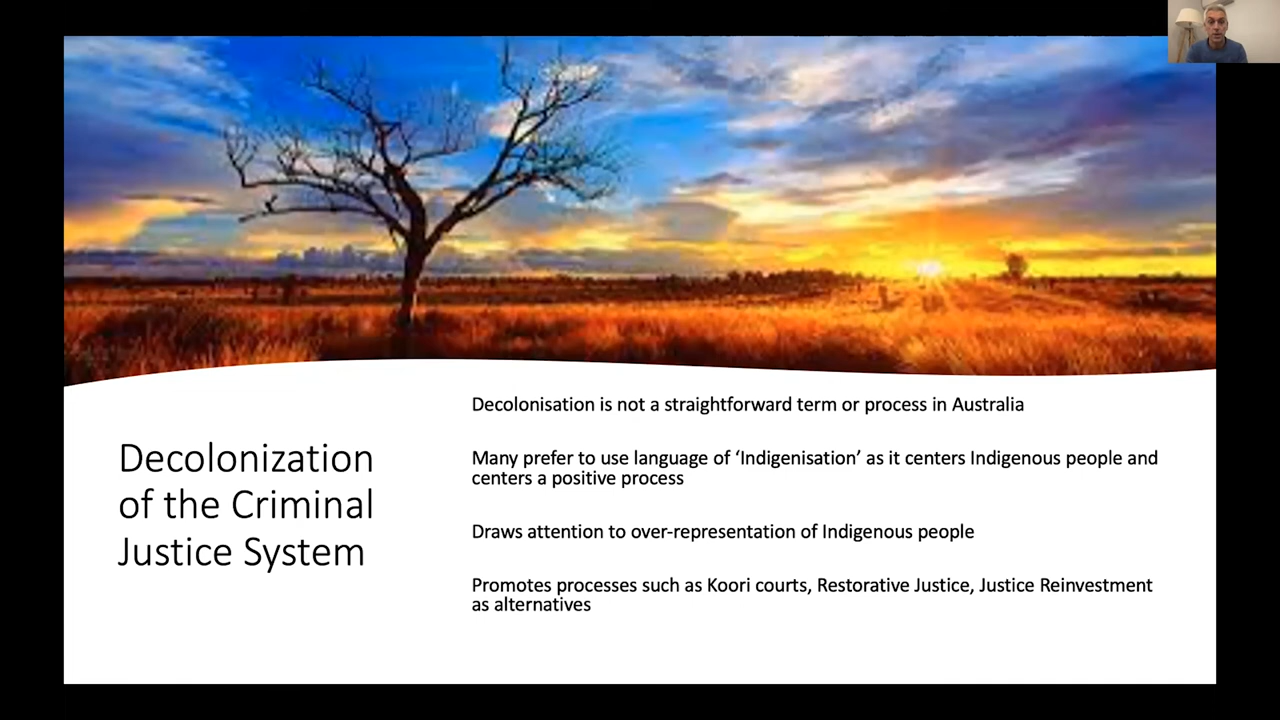 Decolonization
of the Criminal
Justice System
Decolonisation is not a straightforward term or process in Australia
Many prefer to use language of ‘Indigenisation’ as it centers Indigenous people and
centers a positive process
Draws attention to over-representation of Indigenous people
Promotes processes such as Koori courts, Restorative Justice, Justice Reinvestment
as alternatives